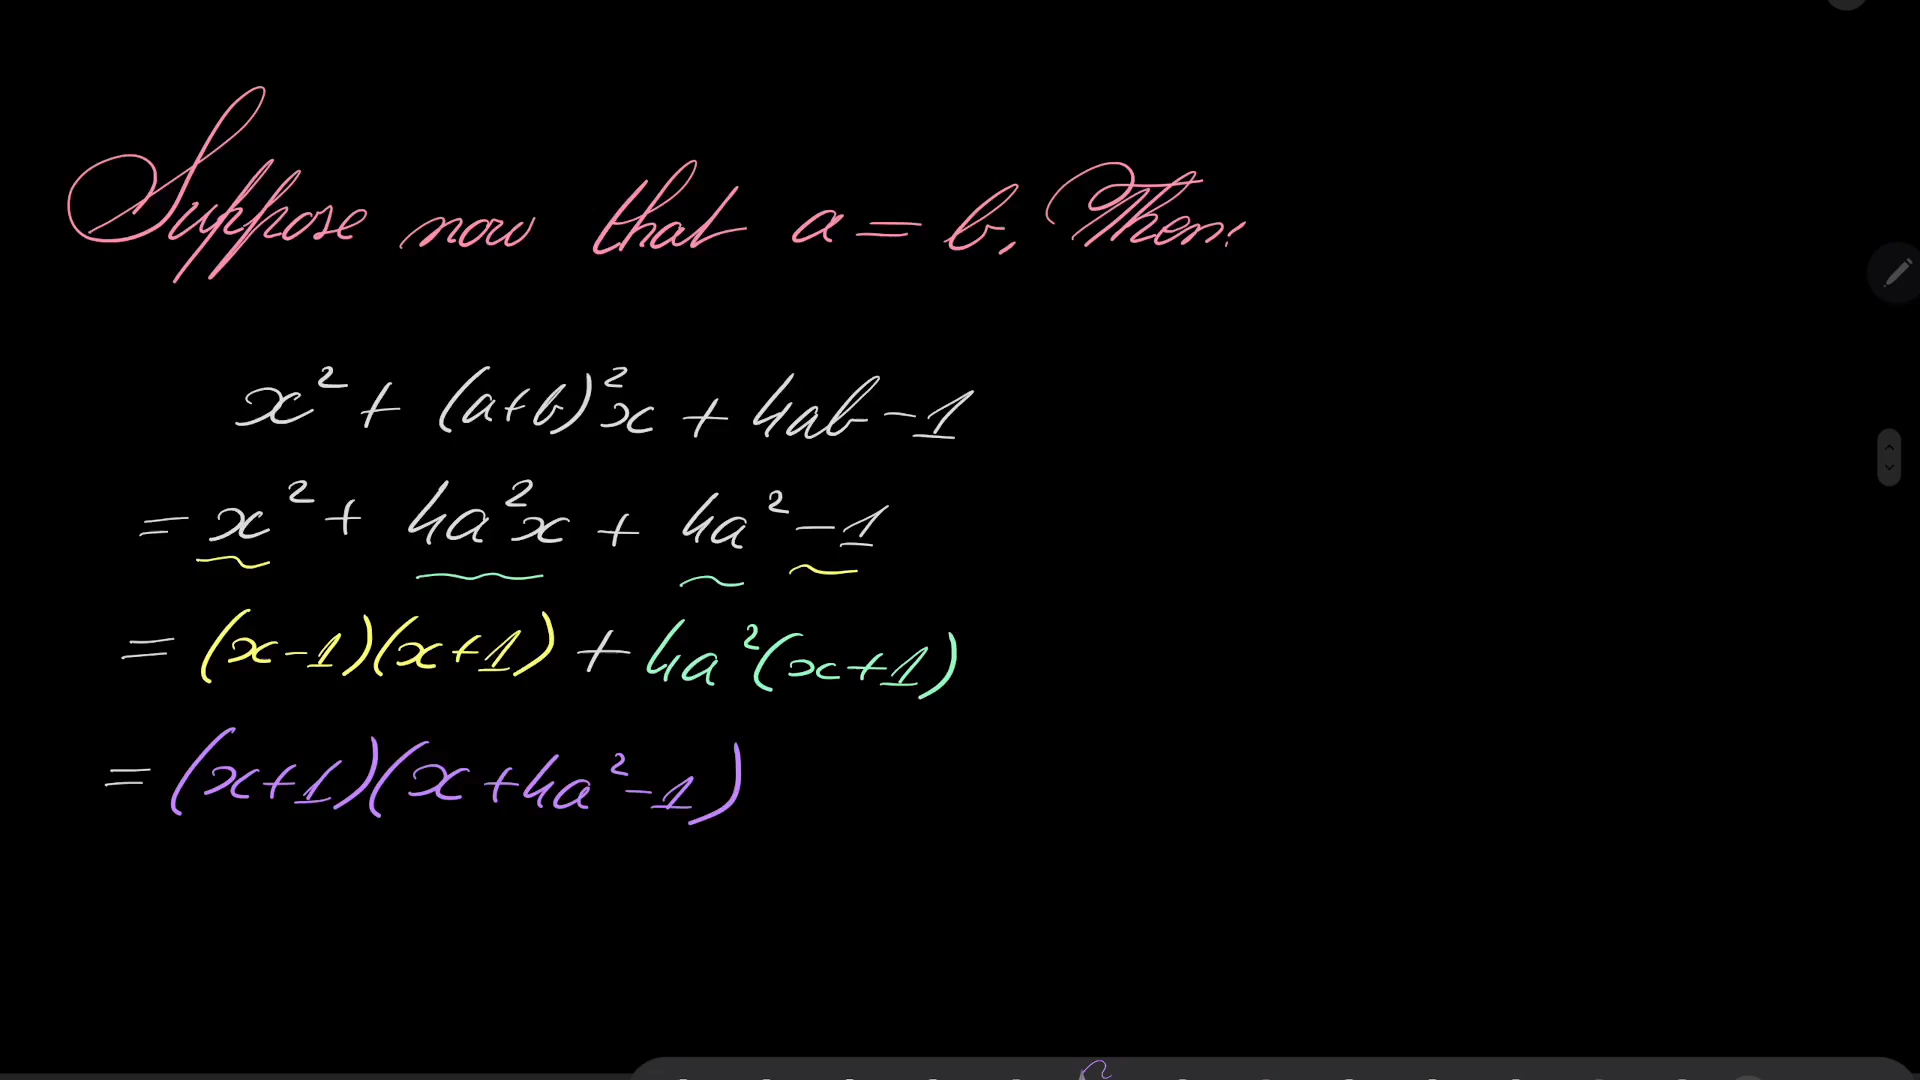 Suppose now that a = b. Then:
x² + (a+b)²x + 4ab - 1
= x² + 4a²x + 4a² - 1
= (x-1)(x+1) + 4a²(x+1)
= (x+1)(x + 4a² - 1)